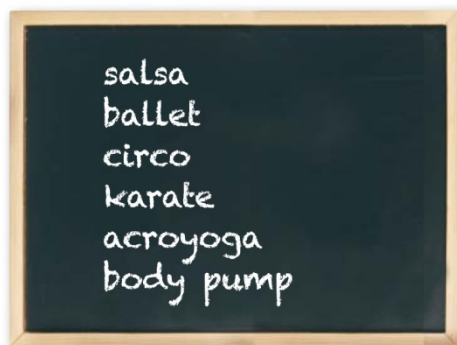 salsa
ballet
circo
karate
acroyoga
body pump